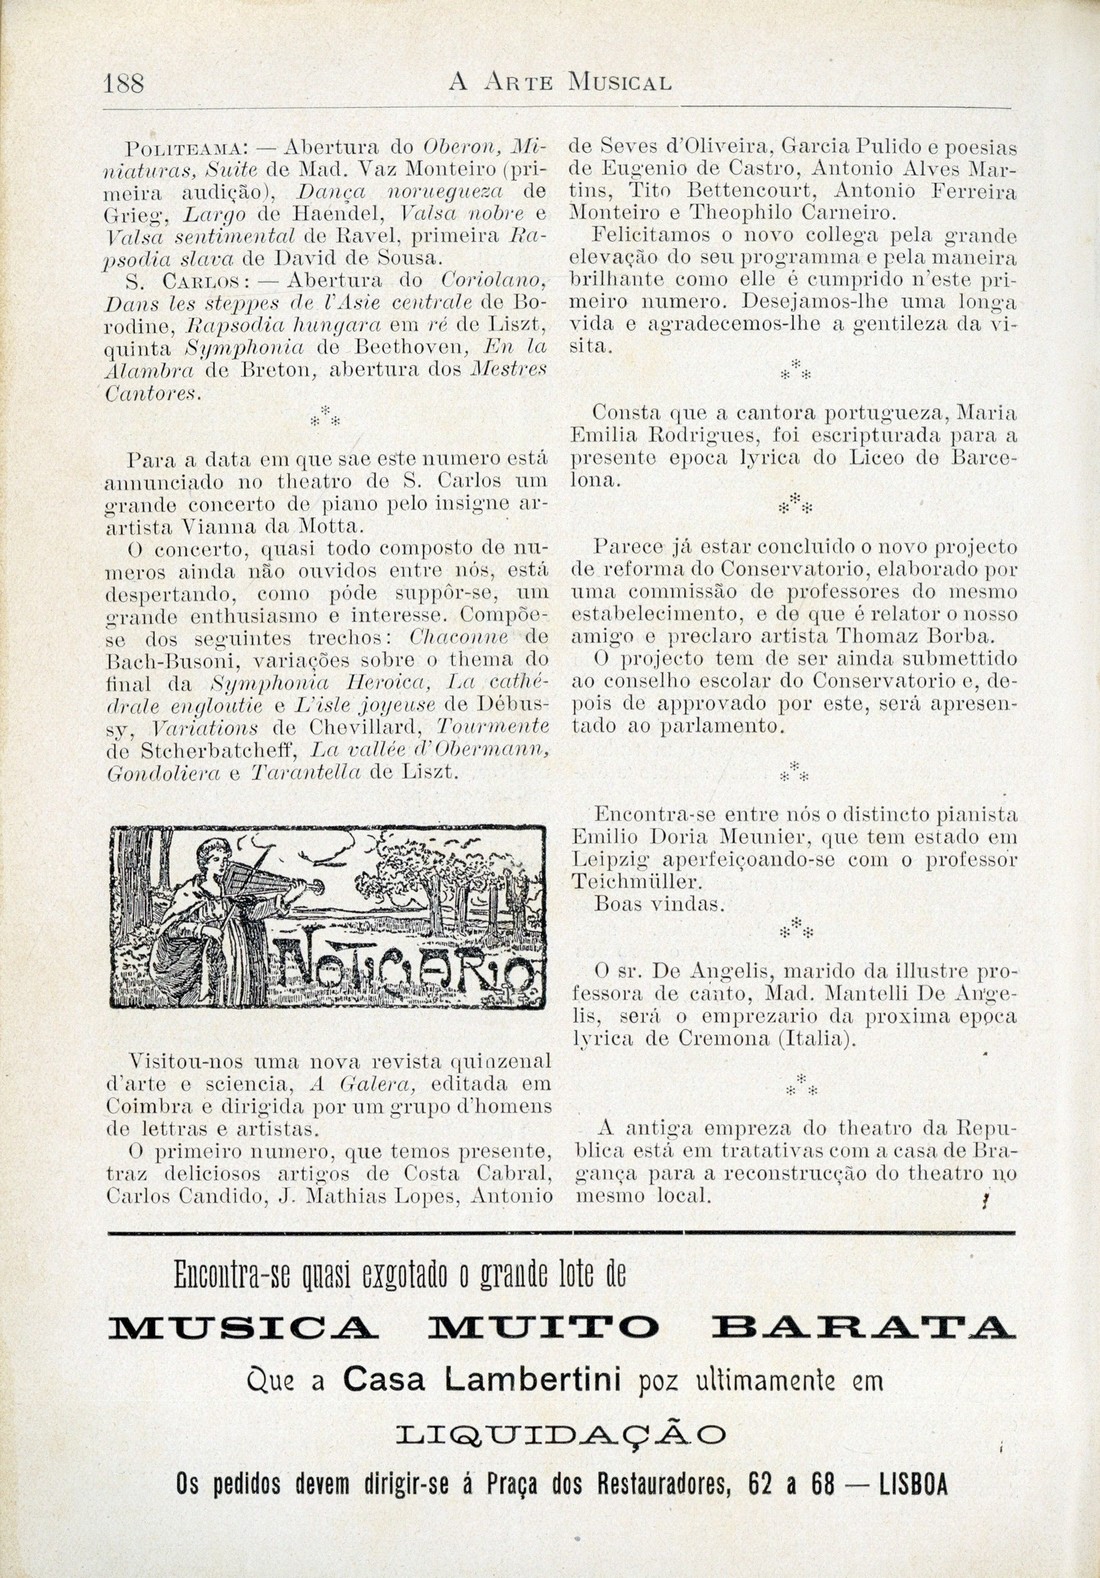 188
A Arte Musical
Politeama: — Abertura do Oberon, Mi-
niaturas, Suite de Mad. Vaz Monteiro (pri-
meira audição), Dança noruegueza de
Grieg, Largo de Haendel, Valsa nobre e
Valsa sentimental de Ravel, primeira Ra-
psodia slava de David de Sousa.
S. Carlos: — Abertura do Coriolano,
Dans les steppes de l'Asie centrale de Bo-
rodine, Rapsodia hungara em ré de Liszt,
quinta Symphonia de Beethoven, En la
Alambra de Breton, abertura dos Mestres
Cantores.
***
Para a data em que sae este numero está
annunciado no theatro de S. Carlos um
grande concerto de piano pelo insigne ar-
artista Vianna da Motta.
O concerto, quasi todo composto de nu-
meros ainda não ouvidos entre nós, está
despertando, como póde suppôr-se, um
grande enthusiasmo e interesse. Compõe-
se dos seguintes trechos: Chaconne de
Bach-Busoni, variações sobre o thema do
final da Symphonia Heroica, La cathé-
drale engloutie e L'isle joyeuse de Débus-
sy, Variations de Chevillard, Tourmente
de Stcherbatcheff, La vallée d'Obermann,
Gondoliera e Tarantella de Liszt.
NOTICIARIO
Visitou-nos uma nova revista quinzenal
d'arte e sciencia, A Galera, editada em
Coimbra e dirigida por um grupo d'homens
de lettras e artistas.
O primeiro numero, que temos presente,
traz deliciosos artigos de Costa Cabral,
Carlos Candido, J. Mathias Lopes, Antonio
de Seves d'Oliveira, Garcia Pulido e poesias
de Eugenio de Castro, Antonio Alves Mar-
tins, Tito Bettencourt, Antonio Ferreira
Monteiro e Theophilo Carneiro.
Felicitamos o novo collega pela grande
elevação do seu programma e pela maneira
brilhante como elle é cumprido n'este pri-
meiro numero. Desejamos-lhe uma longa
vida e agradecemos-lhe a gentileza da vi-
sita.
***
Consta que a cantora portugueza, Maria
Emilia Rodrigues, foi escripturada para a
presente epoca lyrica do Liceo de Barce-
lona.
***
Parece já estar concluido o novo projecto
de reforma do Conservatorio, elaborado por
uma commissão de professores do mesmo
estabelecimento, e de que é relator o nosso
amigo e preclaro artista Thomaz Borba.
O projecto tem de ser ainda submettido
ao conselho escolar do Conservatorio e, de-
pois de approvado por este, será apresen-
tado ao parlamento.
***
Encontra-se entre nós o distincto pianista
Emilio Doria Meunier, que tem estado em
Leipzig aperfeiçoando-se com o professor
Teichmüller.
Boas vindas.
***
O sr. De Angelis, marido da illustre pro-
fessora de canto, Mad. Mantelli De Ange-
lis, será o emprezario da proxima epoca
lyrica de Cremona (Italia).
***
A antiga empreza do theatro da Repu-
blica está em tratativas com a casa de Bra-
gança para a reconstrucção do theatro no
mesmo local.
Encontra-se quasi exgotado o grande lote de
MUSICA MUITO BARATA
Que a Casa Lambertini poz ultimamente em
LIQUIDAÇÃO
Os pedidos devem dirigir-se á Praça dos Restauradores, 62 a 68 — LISBOA